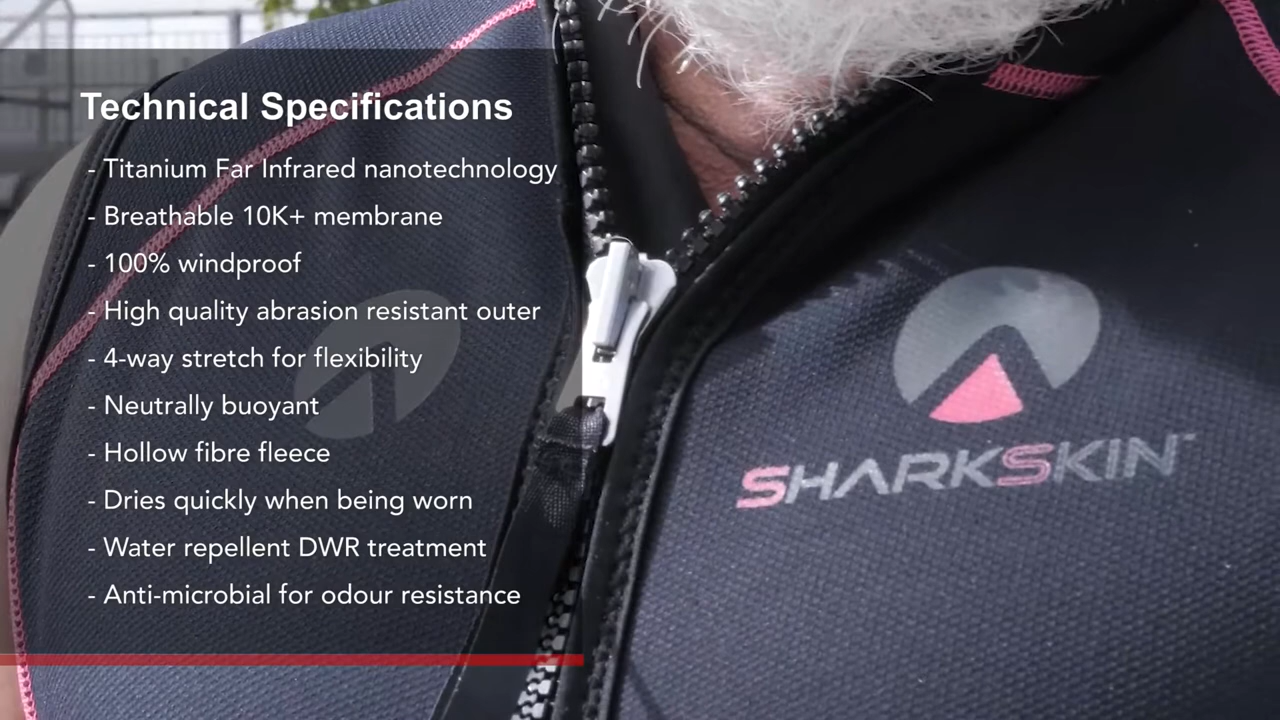 Technical Specifications
- Titanium Far Infrared nanotechnology
- Breathable 10K+ membrane
- 100% windproof
- High quality abrasion resistant outer
- 4-way stretch for flexibility
- Neutrally buoyant
- Hollow fibre fleece
- Dries quickly when being worn
- Water repellent DWR treatment
- Anti-microbial for odour resistance
SHARKSKIN™